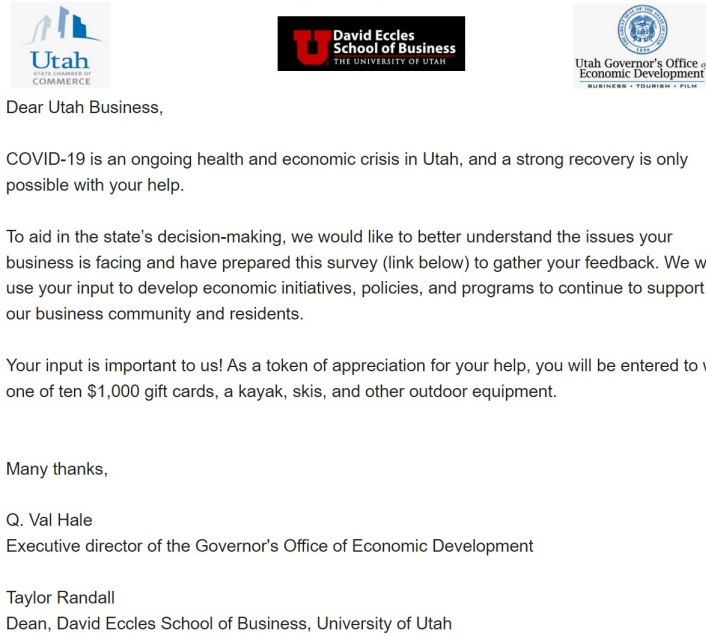 Utah
STATE CHAMBER OF
COMMERCE
David Eccles
School of Business
THE UNIVERSITY OF UTAH
Utah Governor's Office
Economic Development
BUSINESS • TOURISM • FILM
Dear Utah Business,
COVID-19 is an ongoing health and economic crisis in Utah, and a strong recovery is only
possible with your help.
To aid in the state’s decision-making, we would like to better understand the issues your
business is facing and have prepared this survey (link below) to gather your feedback. We
use your input to develop economic initiatives, policies, and programs to continue to support
our business community and residents.
Your input is important to us! As a token of appreciation for your help, you will be entered to
one of ten $1,000 gift cards, a kayak, skis, and other outdoor equipment.
Many thanks,
Q. Val Hale
Executive director of the Governor's Office of Economic Development
Taylor Randall
Dean, David Eccles School of Business, University of Utah